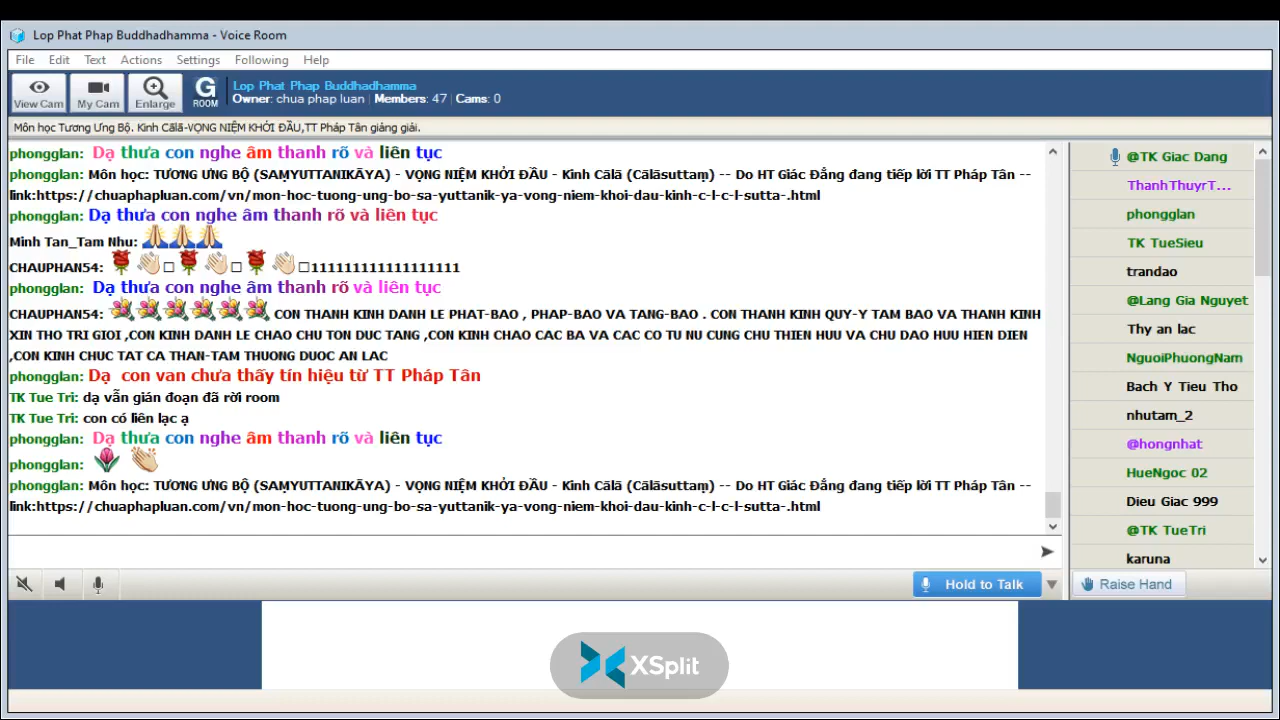 Lop Phat Phap Buddhadhamma - Voice Room
File Edit Text Actions Settings Following Help
View Cam My Cam Enlarge G ROOM
Lop Phat Phap Buddhadhamma
Owner: chua phap luan | Members: 47 | Cams: 0
Môn học Tương Ưng Bộ. Kinh Cālā-VỌNG NIỆM KHỞI ĐẦU,TT Pháp Tân giảng giải.
phongglan: Dạ thưa con nghe âm thanh rõ và liên tục
phongglan: Môn học: TƯƠNG ƯNG BỘ (SAṂYUTTANIKĀYA) - VỌNG NIỆM KHỞI ĐẦU - Kinh Cālā (Cālāsuttaṃ) -- Do HT Giác Đẳng đang tiếp lời TT Pháp Tân --
link:https://chuaphapluan.com/vn/mon-hoc-tuong-ung-bo-sa-yuttanik-ya-vong-niem-khoi-dau-kinh-c-l-c-l-sutta-.html
phongglan: Dạ thưa con nghe âm thanh rõ và liên tục
Minh Tan_Tam Nhu:
CHAUPHAN54: 11111111111111111
phongglan: Dạ thưa con nghe âm thanh rõ và liên tục
CHAUPHAN54: CON THANH KINH DANH LE PHAT-BAO , PHAP-BAO VA TANG-BAO . CON THANH KINH QUY-Y TAM BAO VA THANH KINH
XIN THO TRI GIOI ,CON KINH DANH LE CHAO CHU TON DUC TANG ,CON KINH CHAO CAC BA VA CAC CO TU NU CUNG CHU THIEN HUU VA CHU DAO HUU HIEN DIEN
,CON KINH CHUC TAT CA THAN-TAM THUONG DUOC AN LAC
phongglan: Dạ con van chưa thấy tín hiệu từ TT Pháp Tân
TK Tue Tri: dạ vẫn gián đoạn đã rời room
TK Tue Tri: con có liên lạc ạ
phongglan: Dạ thưa con nghe âm thanh rõ và liên tục
phongglan:
phongglan: Môn học: TƯƠNG ƯNG BỘ (SAṂYUTTANIKĀYA) - VỌNG NIỆM KHỞI ĐẦU - Kinh Cālā (Cālāsuttaṃ) -- Do HT Giác Đẳng đang tiếp lời TT Pháp Tân --
link:https://chuaphapluan.com/vn/mon-hoc-tuong-ung-bo-sa-yuttanik-ya-vong-niem-khoi-dau-kinh-c-l-c-l-sutta-.html
@TK Giac Dang
ThanhThuyrT...
phongglan
TK TueSieu
trandao
@Lang Gia Nguyet
Thy an lac
NguoiPhuongNam
Bach Y Tieu Tho
nhutam_2
@hongnhat
HueNgoc 02
Dieu Giac 999
@TK TueTri
karuna
Hold to Talk
Raise Hand
XSplit